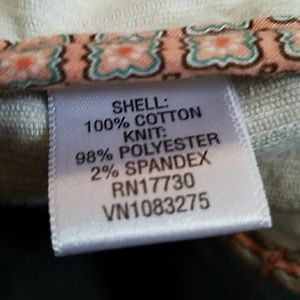 SHELL:
100% COTTON
KNIT:
98% POLYESTER
2% SPANDEX
RN17730
VN1083275